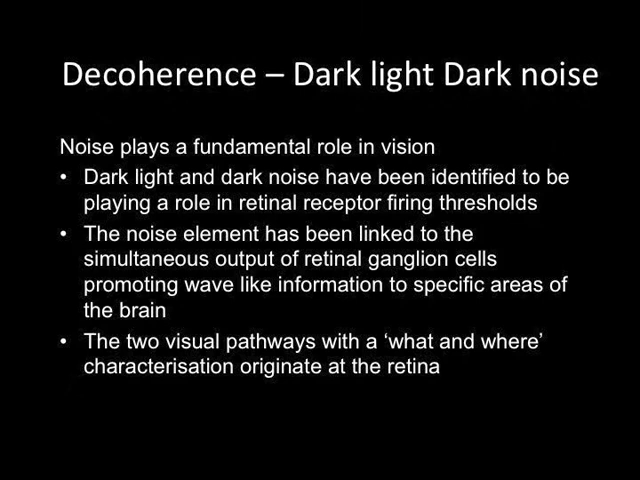 Decoherence – Dark light Dark noise
Noise plays a fundamental role in vision
• Dark light and dark noise have been identified to be
playing a role in retinal receptor firing thresholds
• The noise element has been linked to the
simultaneous output of retinal ganglion cells
promoting wave like information to specific areas of
the brain
• The two visual pathways with a ‘what and where’
characterisation originate at the retina